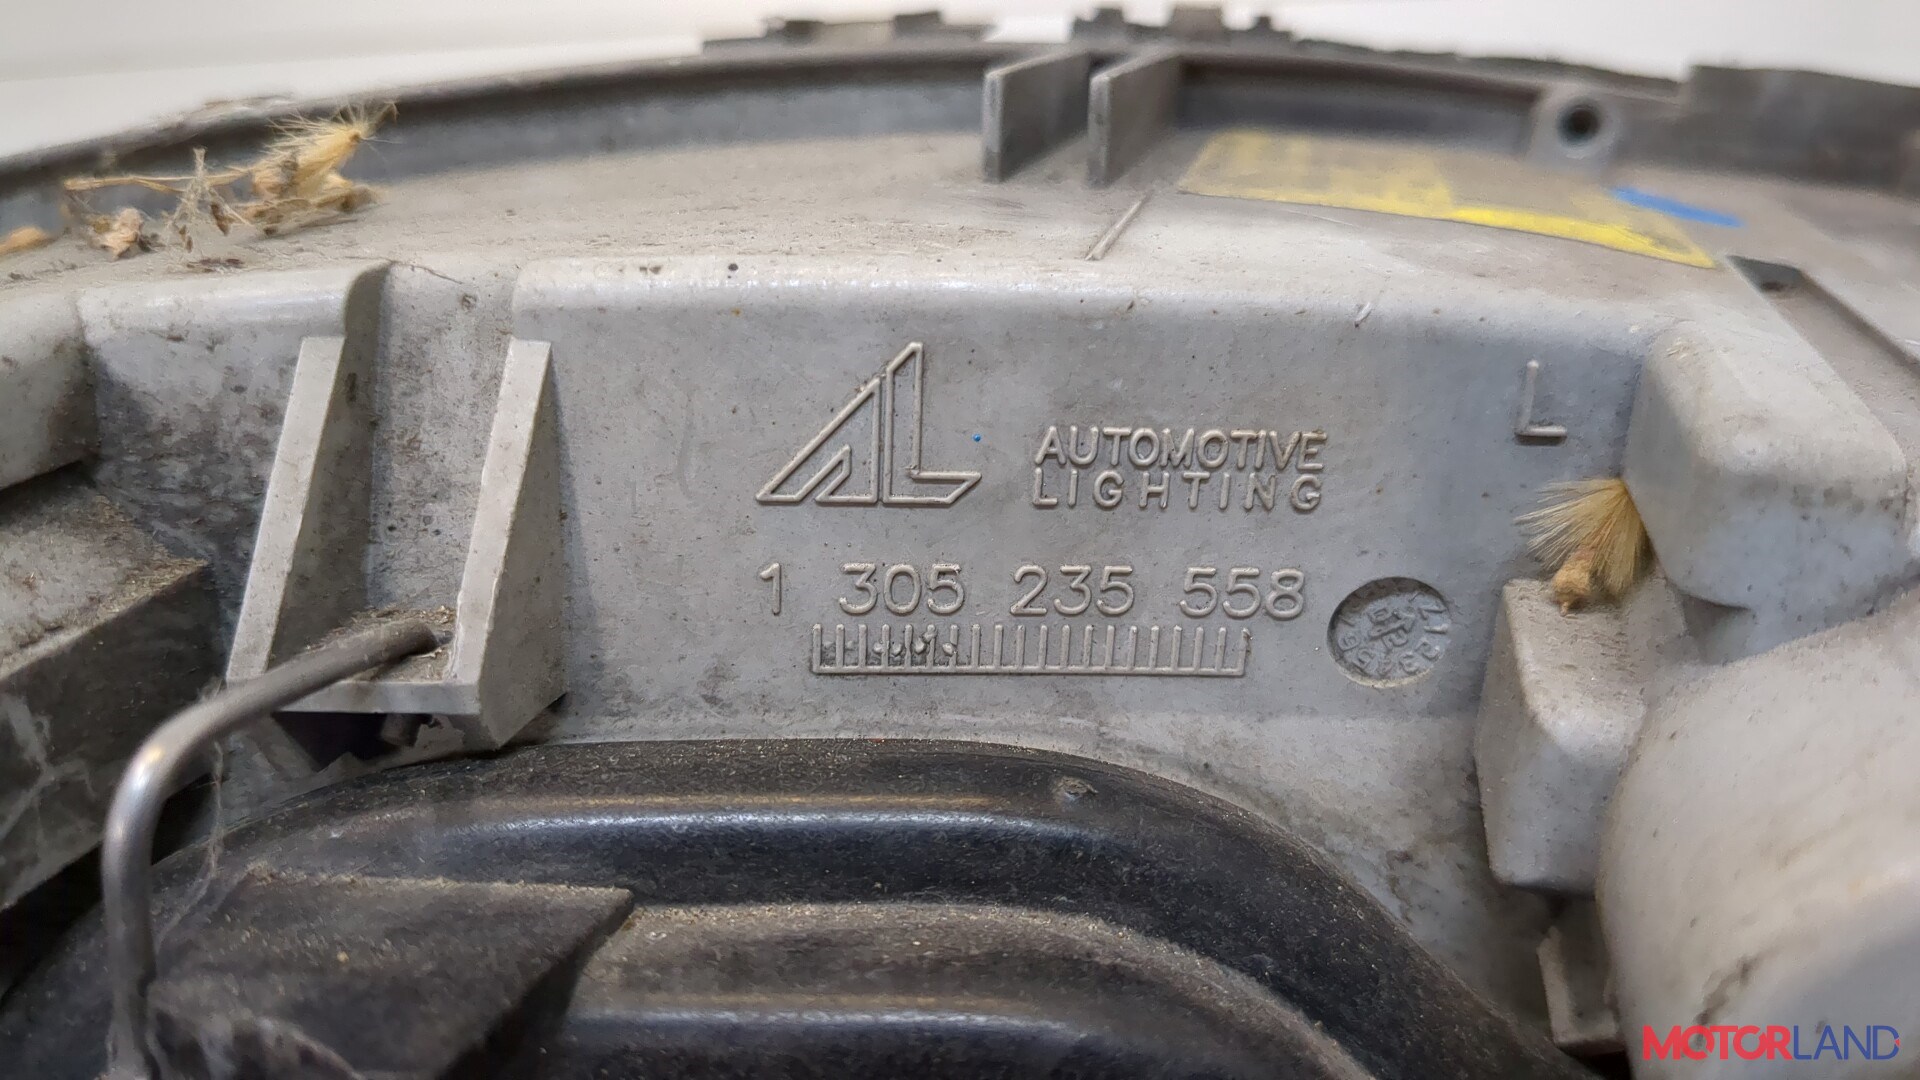 L
AUTOMOTIVE
LIGHTING
1 305 235 558
MOTORLAND